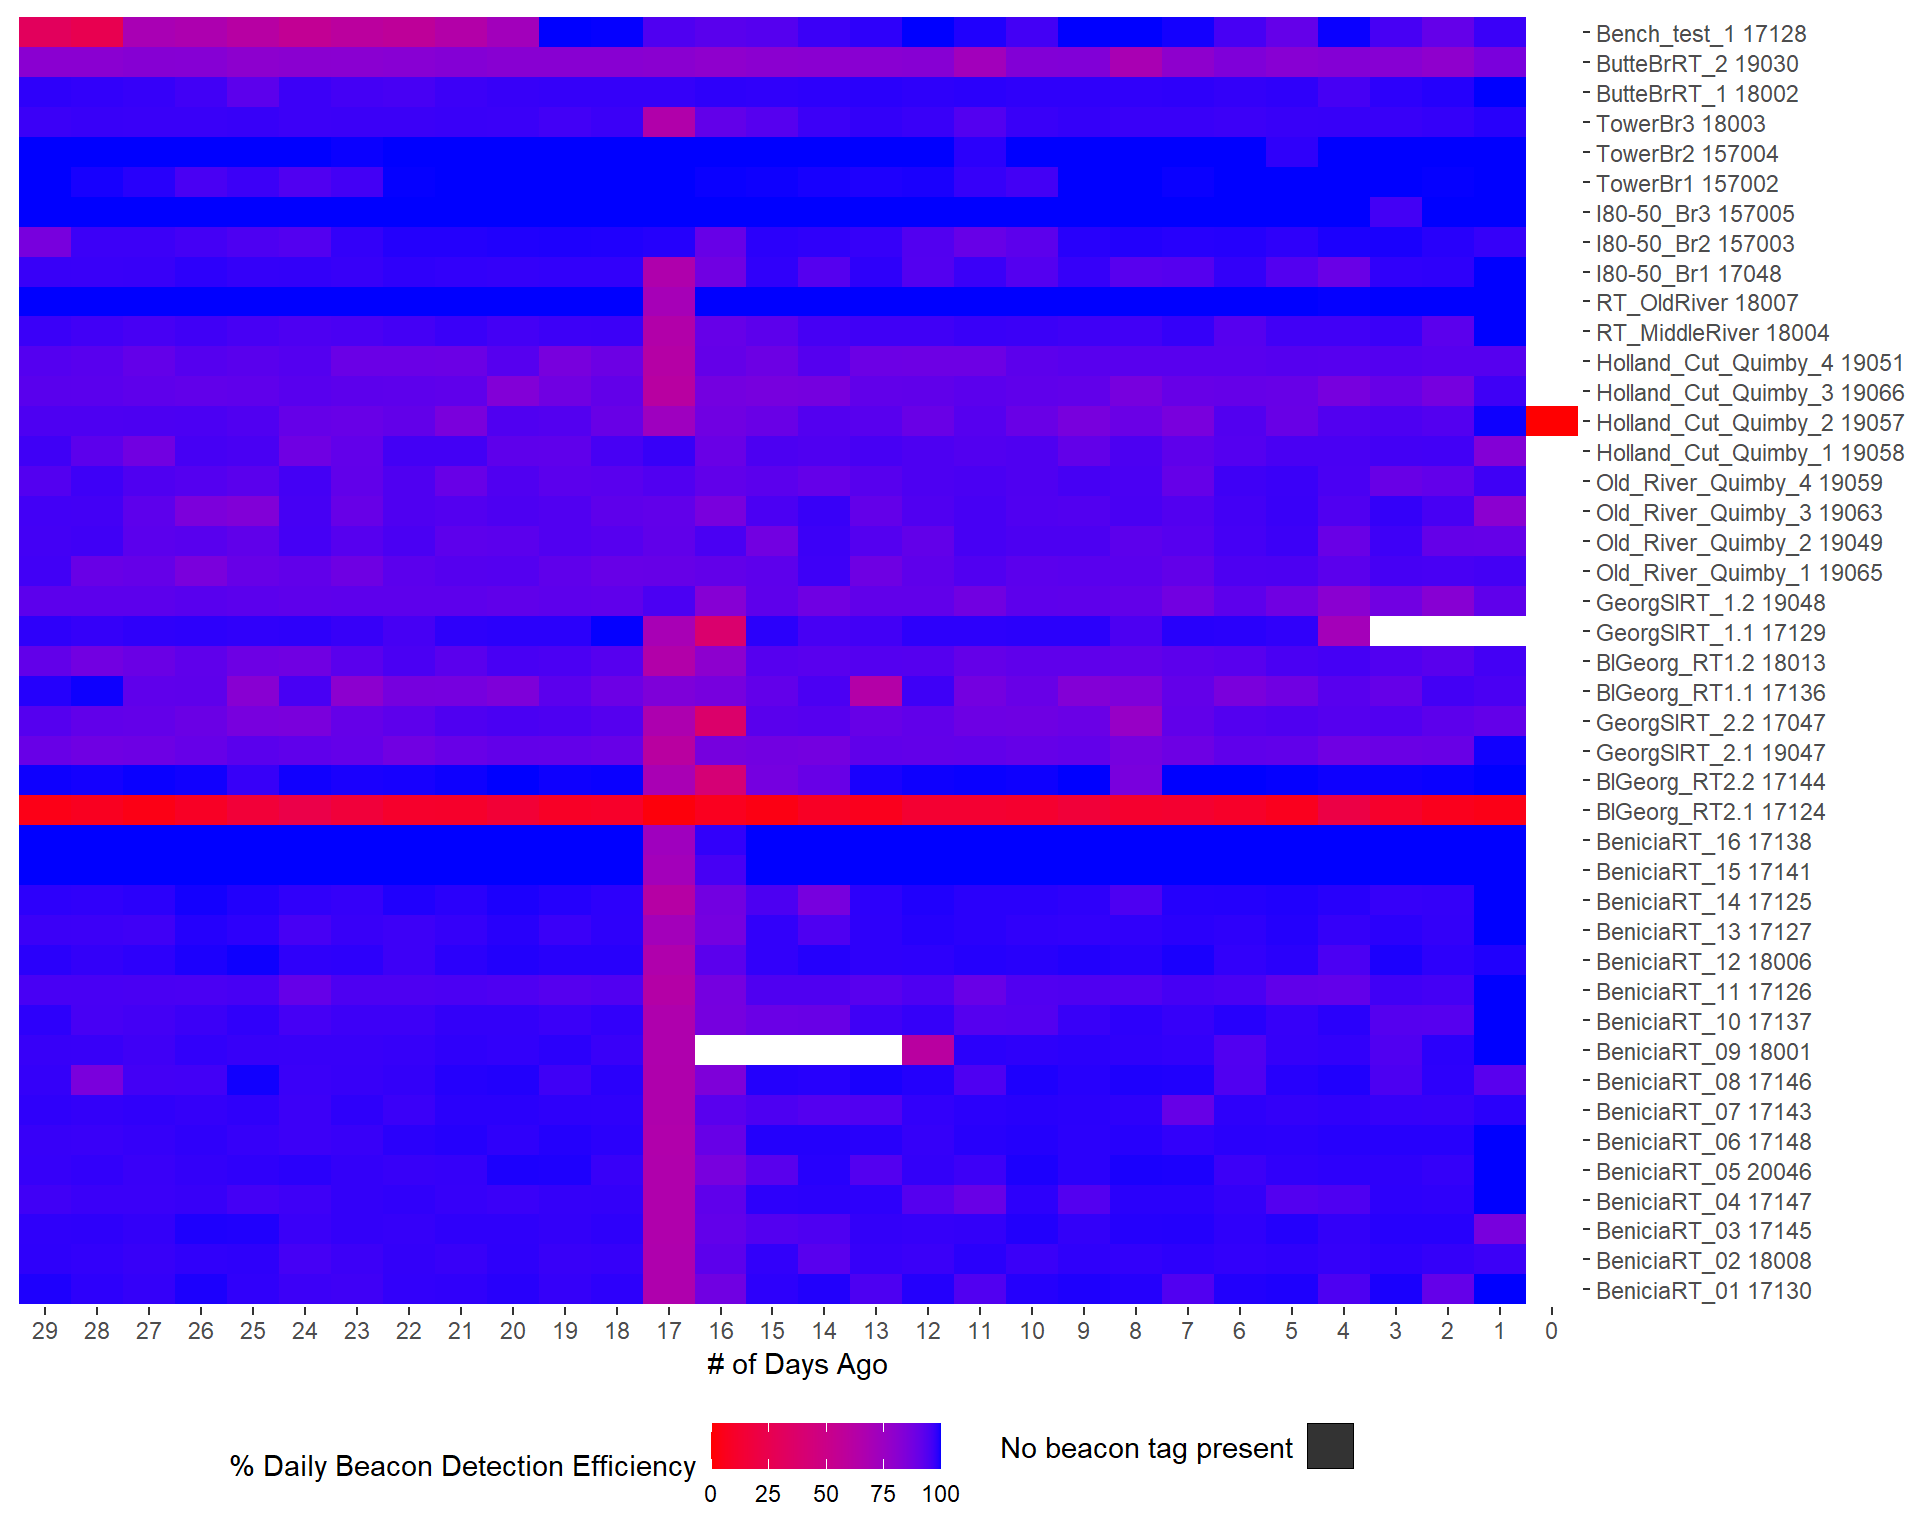 Bench_test_1 17128
ButteBrRT_2 19030
ButteBrRT_1 18002
TowerBr3 18003
TowerBr2 157004
TowerBr1 157002
I80-50_Br3 157005
I80-50_Br2 157003
I80-50_Br1 17048
RT_OldRiver 18007
RT_MiddleRiver 18004
Holland_Cut_Quimby_4 19051
Holland_Cut_Quimby_3 19066
Holland_Cut_Quimby_2 19057
Holland_Cut_Quimby_1 19058
Old_River_Quimby_4 19059
Old_River_Quimby_3 19063
Old_River_Quimby_2 19049
Old_River_Quimby_1 19065
GeorgSlRT_1.2 19048
GeorgSlRT_1.1 17129
BlGeorg_RT1.2 18013
BlGeorg_RT1.1 17136
GeorgSlRT_2.2 17047
GeorgSlRT_2.1 19047
BlGeorg_RT2.2 17144
BlGeorg_RT2.1 17124
BeniciaRT_16 17138
BeniciaRT_15 17141
BeniciaRT_14 17125
BeniciaRT_13 17127
BeniciaRT_12 18006
BeniciaRT_11 17126
BeniciaRT_10 17137
BeniciaRT_09 18001
BeniciaRT_08 17146
BeniciaRT_07 17143
BeniciaRT_06 17148
BeniciaRT_05 20046
BeniciaRT_04 17147
BeniciaRT_03 17145
BeniciaRT_02 18008
BeniciaRT_01 17130
29 28 27 26 25 24 23 22 21 20 19 18 17 16 15 14 13 12 11 10 9 8 7 6 5 4 3 2 1 0
# of Days Ago
% Daily Beacon Detection Efficiency
0 25 50 75 100
No beacon tag present